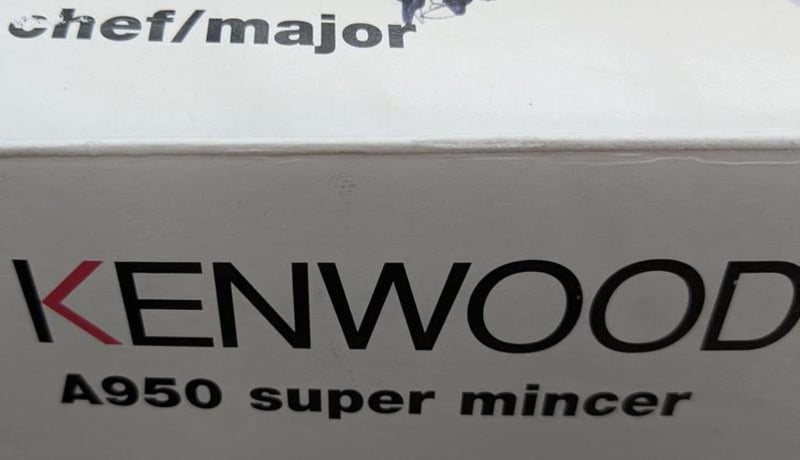 chef/major
KENWOOD
A950 super mincer